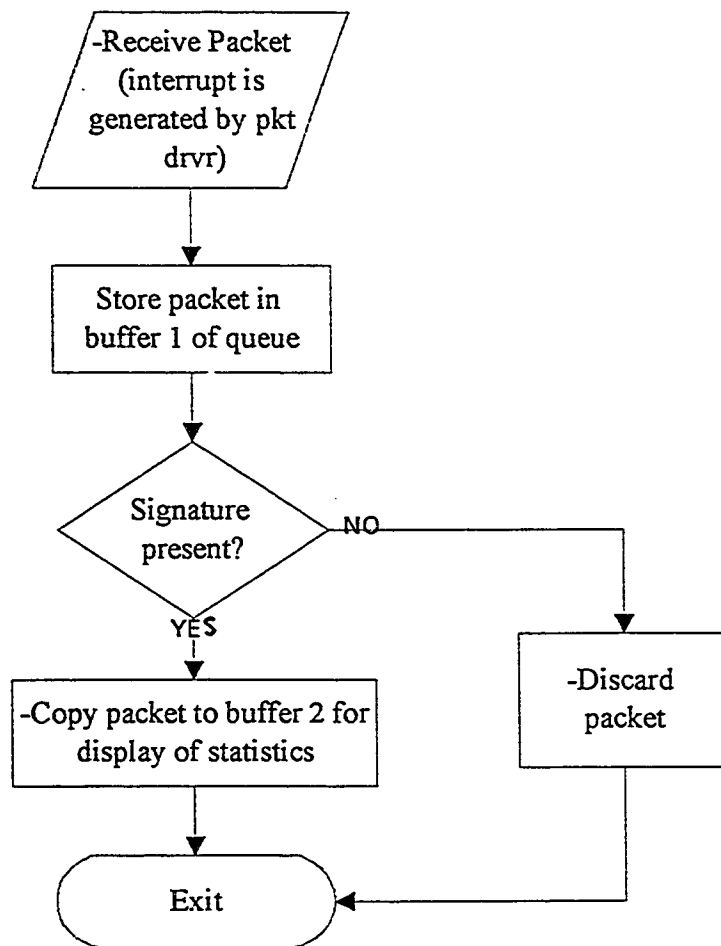 -Receive Packet
(interrupt is
generated by pkt
drvr)
Store packet in
buffer 1 of queue
Signature
present?
NO
YES
-Copy packet to buffer 2 for
display of statistics
-Discard
packet
Exit